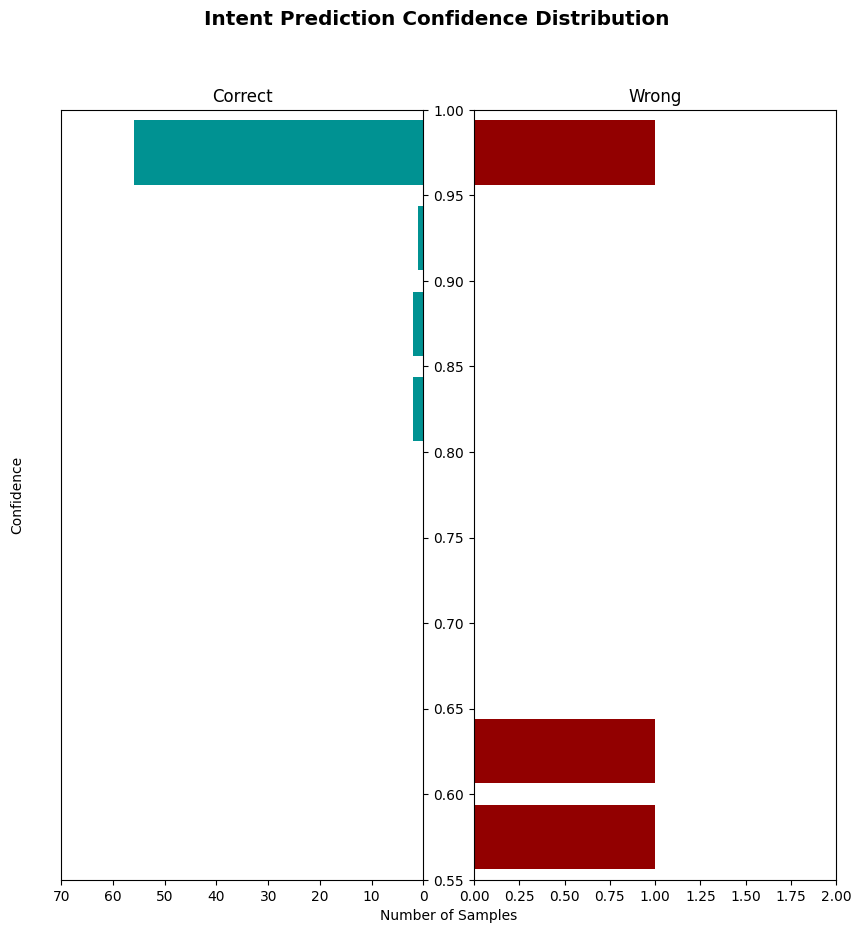 Intent Prediction Confidence Distribution
Correct
Wrong
1.00
0.95
0.90
0.85
0.80
0.75
0.70
0.65
0.60
0.55
Confidence
70 60 50 40 30 20 10 0
0.00 0.25 0.50 0.75 1.00 1.25 1.50 1.75 2.00
Number of Samples